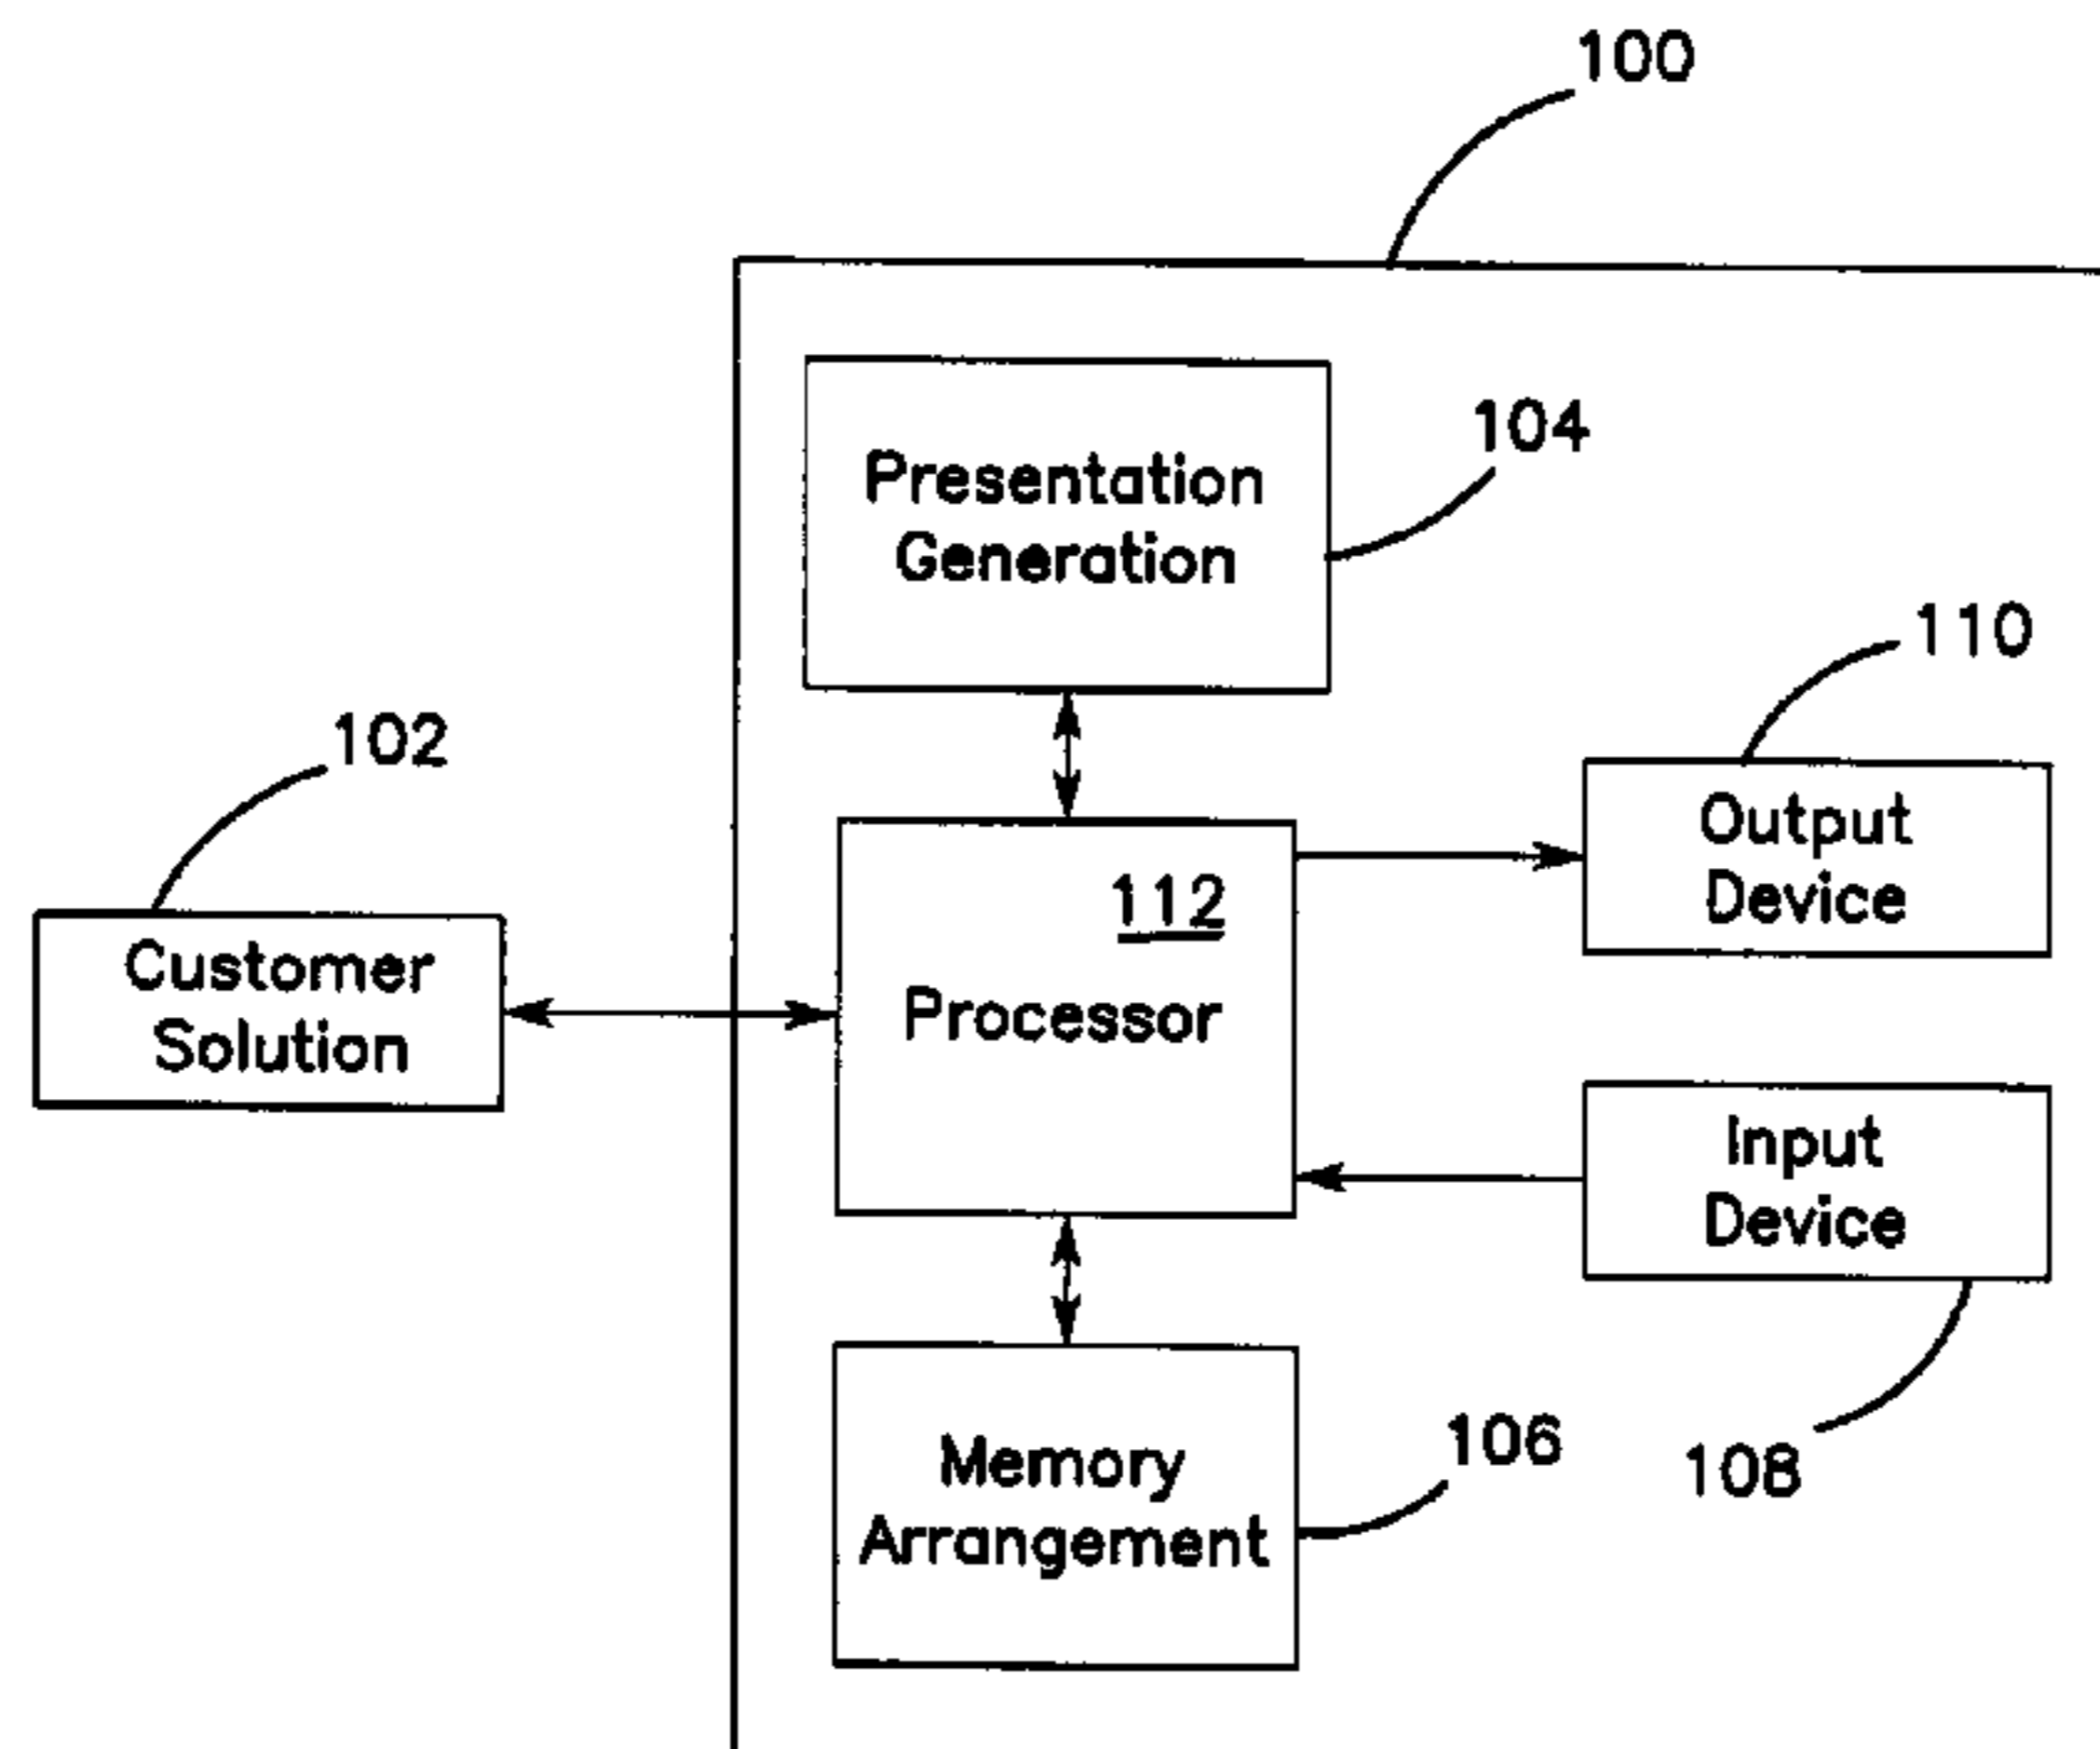 100
Presentation
Generation
104
110
102
Output
Device
112
Processor
Customer
Solution
Input
Device
Memory
Arrangement
106
108